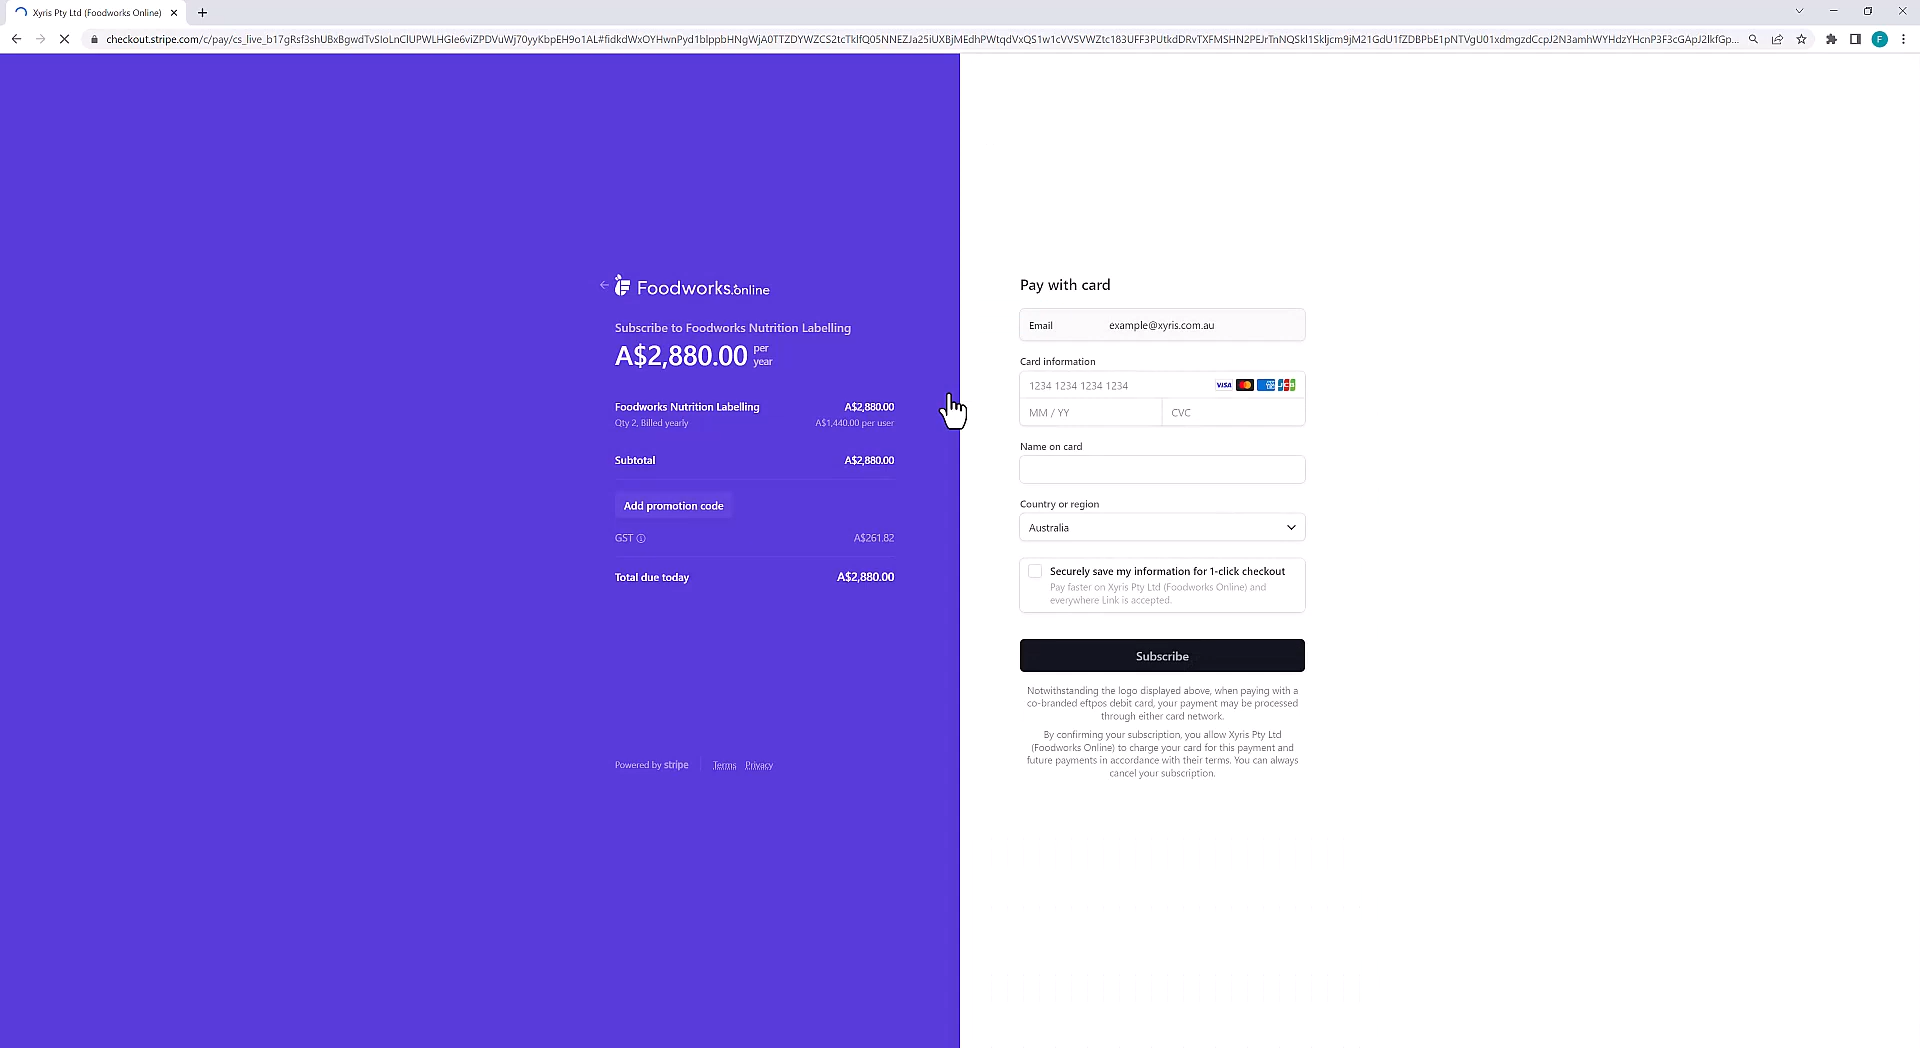 Xyris Pty Ltd (Foodworks Online)
Foodworks.online
Subscribe to Foodworks Nutrition Labelling
A$2,880.00 per year
Foodworks Nutrition Labelling A$2,880.00
Qty 2, Billed yearly A$1,440.00 per user
Subtotal A$2,880.00
Add promotion code
GST A$261.82
Total due today A$2,880.00
Powered by stripe Terms Privacy
Pay with card
Email example@xyris.com.au
Card information
1234 1234 1234 1234 VISA
MM / YY CVC
Name on card
Country or region
Australia
Securely save my information for 1-click checkout
Pay faster on Xyris Pty Ltd (Foodworks Online) and
everywhere Link is accepted.
Subscribe
Notwithstanding the logo displayed above, when paying with a
co-branded eftpos debit card, your payment may be processed
through either card network.
By confirming your subscription, you allow Xyris Pty Ltd
(Foodworks Online) to charge your card for this payment and
future payments in accordance with their terms. You can always
cancel your subscription.